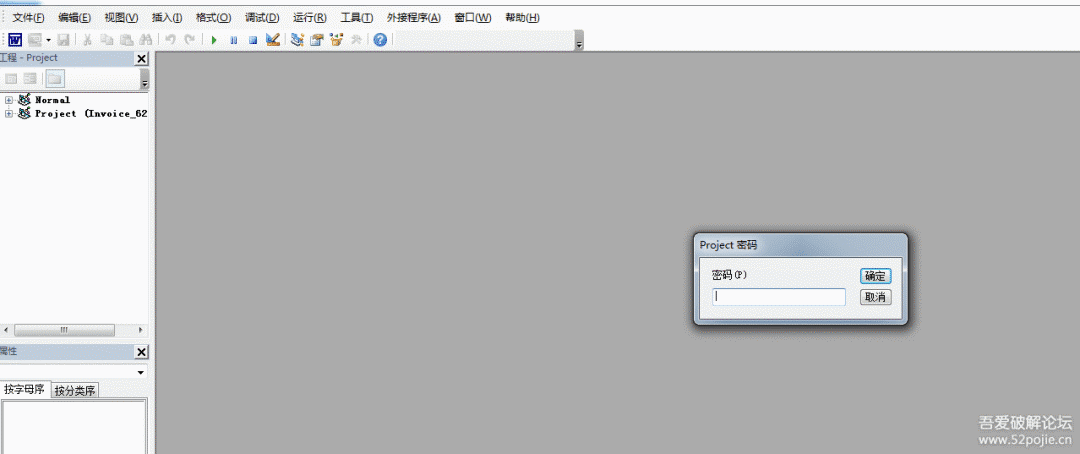 文件(F) 编辑(E) 视图(V) 插入(I) 格式(O) 调试(D) 运行(R) 工具(T) 外接程序(A) 窗口(W) 帮助(H)
工程 - Project
Normal
Project (Invoice_62
Project 密码
密码(P)
确定
取消
属性
按字母序 按分类序
吾爱破解论坛
www.52pojie.cn